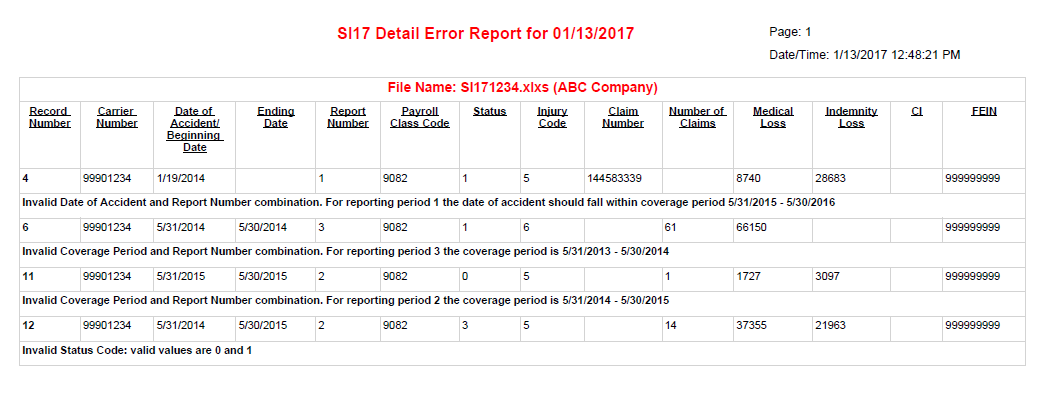 SI17 Detail Error Report for 01/13/2017
Page: 1
Date/Time: 1/13/2017 12:48:21 PM
File Name: SI171234.xlxs (ABC Company)
Record Number Carrier Number Date of Accident/ Beginning Date Ending Date Report Number Payroll Class Code Status Injury Code Claim Number Number of Claims Medical Loss Indemnity Loss CI FEIN
4 99901234 1/19/2014 1 9082 1 5 144583339 8740 28683 999999999
Invalid Date of Accident and Report Number combination. For reporting period 1 the date of accident should fall within coverage period 5/31/2015 - 5/30/2016
6 99901234 5/31/2014 5/30/2014 3 9082 1 6 61 66150 999999999
Invalid Coverage Period and Report Number combination. For reporting period 3 the coverage period is 5/31/2013 - 5/30/2014
11 99901234 5/31/2015 5/30/2015 2 9082 0 5 1 1727 3097 999999999
Invalid Coverage Period and Report Number combination. For reporting period 2 the coverage period is 5/31/2014 - 5/30/2015
12 99901234 5/31/2014 5/30/2015 2 9082 3 5 14 37355 21963 999999999
Invalid Status Code: valid values are 0 and 1